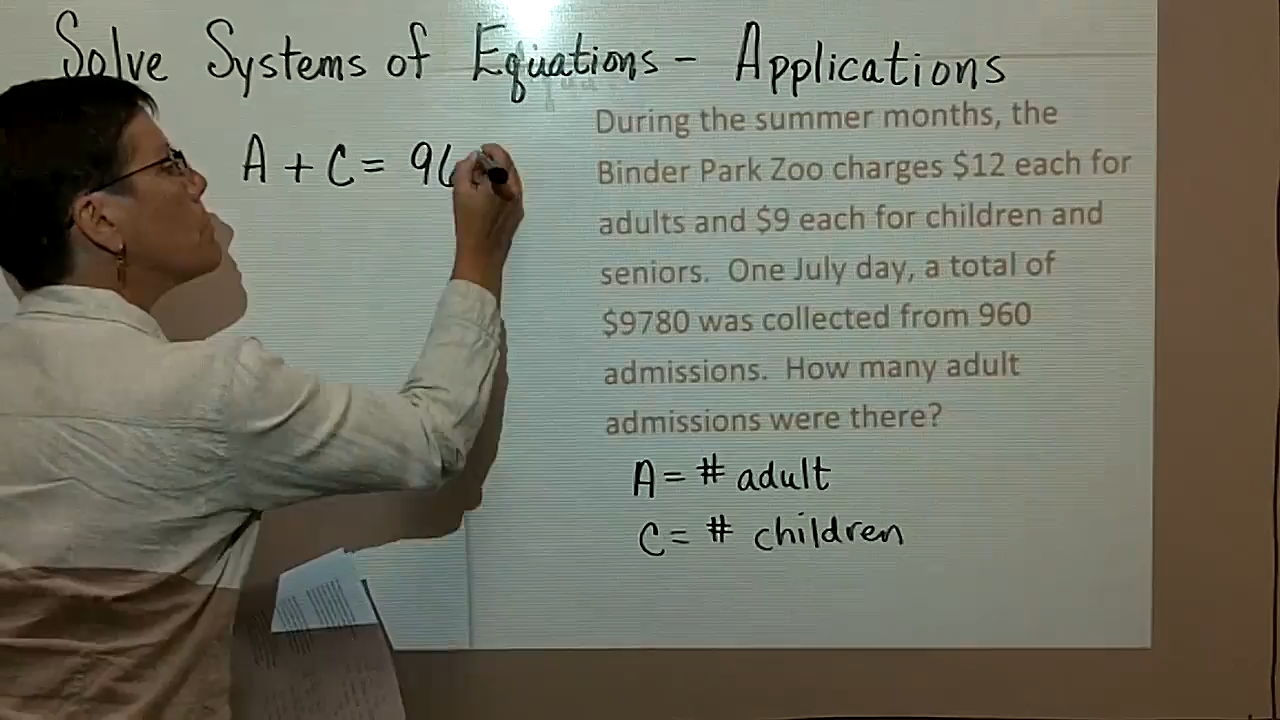 Solve Systems of Equations - Applications
A + C = 96
During the summer months, the
Binder Park Zoo charges $12 each for
adults and $9 each for children and
seniors. One July day, a total of
$9780 was collected from 960
admissions. How many adult
admissions were there?
A = # adult
C = # children